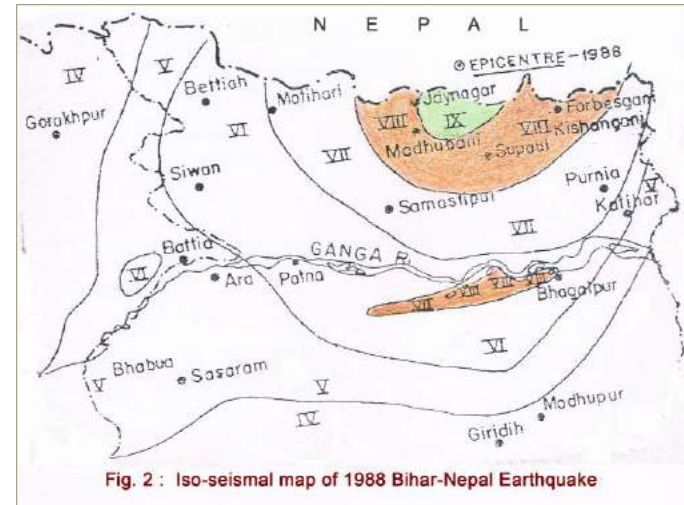 N E P A L
EPICENTRE-1988
IV
V
Bettiah
Motihari
Jaynagar
Forbesganj
Gorakhpur
VI
VIII
IX
VIII
Kishanganj
Madhubani
VII
Supaul
Siwan
Purnia
V
Samastipur
Katihar
VII
Battia
GANGA R.
VI
Ara
Patna
VII
VIII
VIII
VIII
Bhagalpur
VI
Bhabua
V
Sasaram
V
IV
Madhupur
Giridih
Fig. 2 : Iso-seismal map of 1988 Bihar-Nepal Earthquake